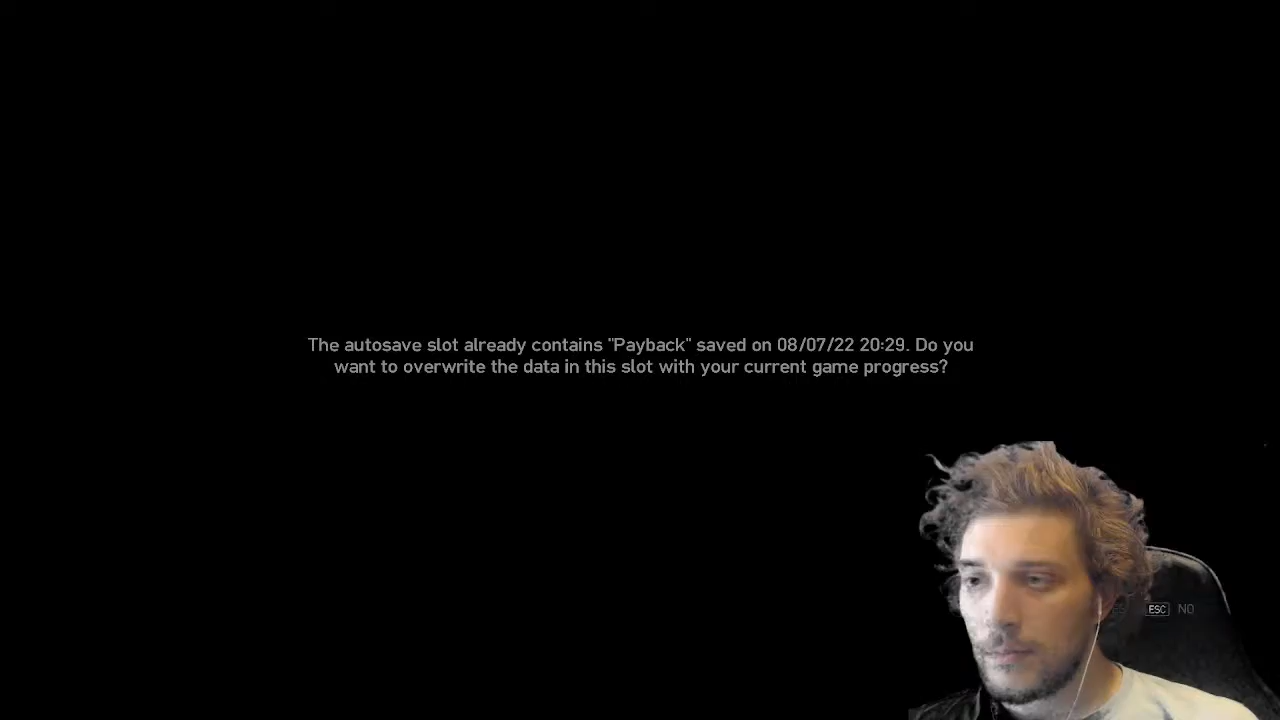 The autosave slot already contains "Payback" saved on 08/07/22 20:29. Do you
want to overwrite the data in this slot with your current game progress?
ESC NO